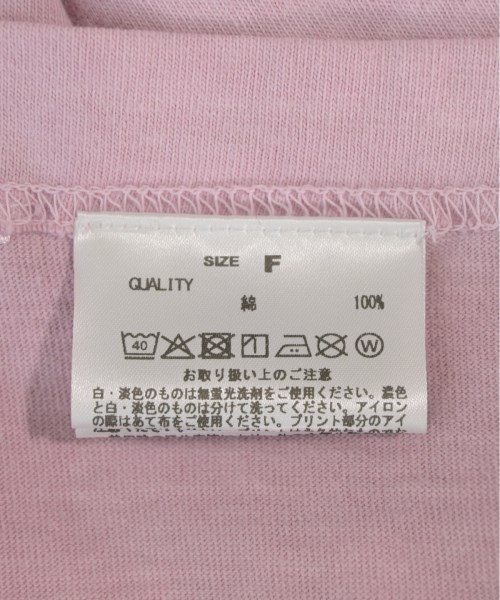 SIZE F
QUALITY
綿 100%
40 W
お取り扱い上のご注意
白・淡色のものは無蛍光洗剤をご使用ください。濃色
と白・淡色のものは分けて洗ってください。アイロン
の際はあて布をご使用ください。プリント部分のアイ